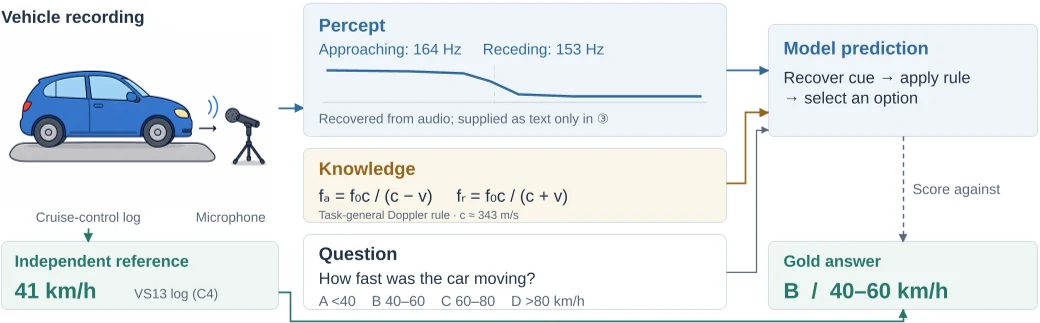 Vehicle recording
Cruise-control log
Microphone
Independent reference
41 km/h VS13 log (C4)
Percept
Approaching: 164 Hz Receding: 153 Hz
Recovered from audio; supplied as text only in ③
Knowledge
fₐ = f₀c / (c − v) fᵣ = f₀c / (c + v)
Task-general Doppler rule · c ≈ 343 m/s
Question
How fast was the car moving?
A <40 B 40–60 C 60–80 D >80 km/h
Model prediction
Recover cue → apply rule
→ select an option
Score against
Gold answer
B / 40–60 km/h